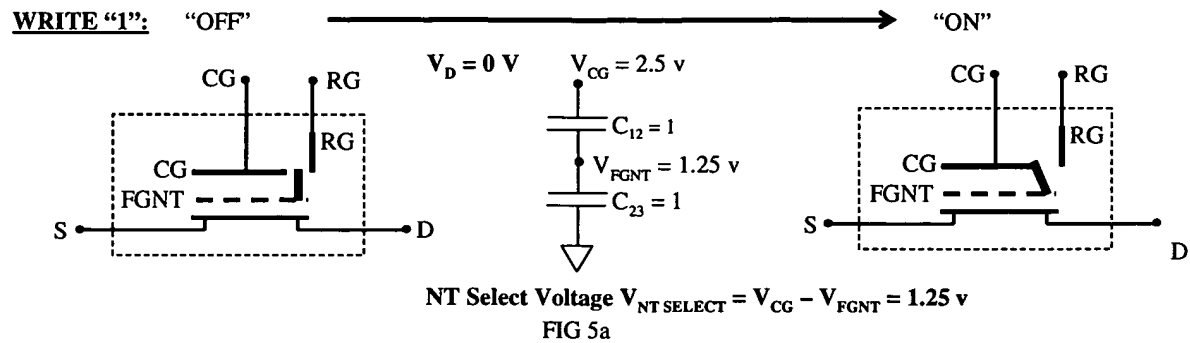 WRITE “1”: “OFF” “ON”
V_D = 0 V V_CG = 2.5 v
CG RG CG RG
RG C_12 = 1 RG
CG V_FGNT = 1.25 v CG
FGNT FGNT
C_23 = 1
S D S D
NT Select Voltage V_NT SELECT = V_CG – V_FGNT = 1.25 v
FIG 5a